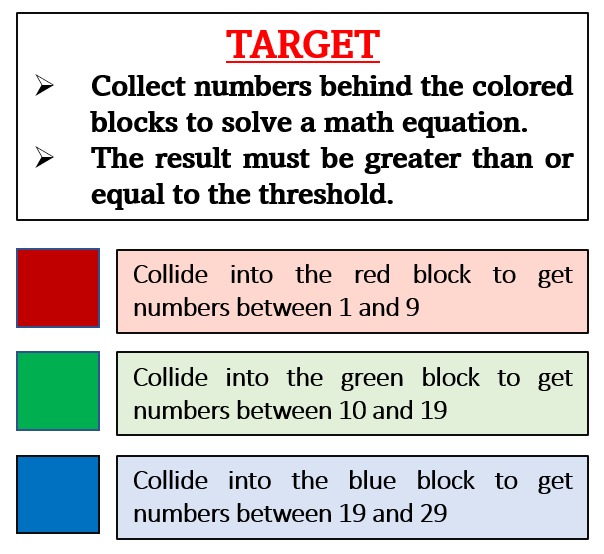 TARGET
➢ Collect numbers behind the colored
blocks to solve a math equation.
➢ The result must be greater than or
equal to the threshold.
Collide into the red block to get
numbers between 1 and 9
Collide into the green block to get
numbers between 10 and 19
Collide into the blue block to get
numbers between 19 and 29